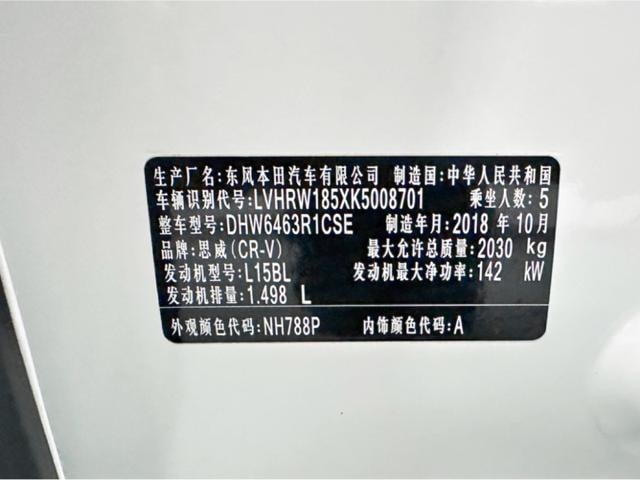 生产厂名:东风本田汽车有限公司 制造国:中华人民共和国
车辆识别代号:LVHRW185XK5008701 乘坐人数:5
整车型号:DHW6463R1CSE 制造年月:2018 年 10月
品牌:思威(CR-V) 最大允许总质量:2030 kg
发动机型号:L15BL 发动机最大净功率:142 kW
发动机排量:1.498 L
外观颜色代码:NH788P 内饰颜色代码:A